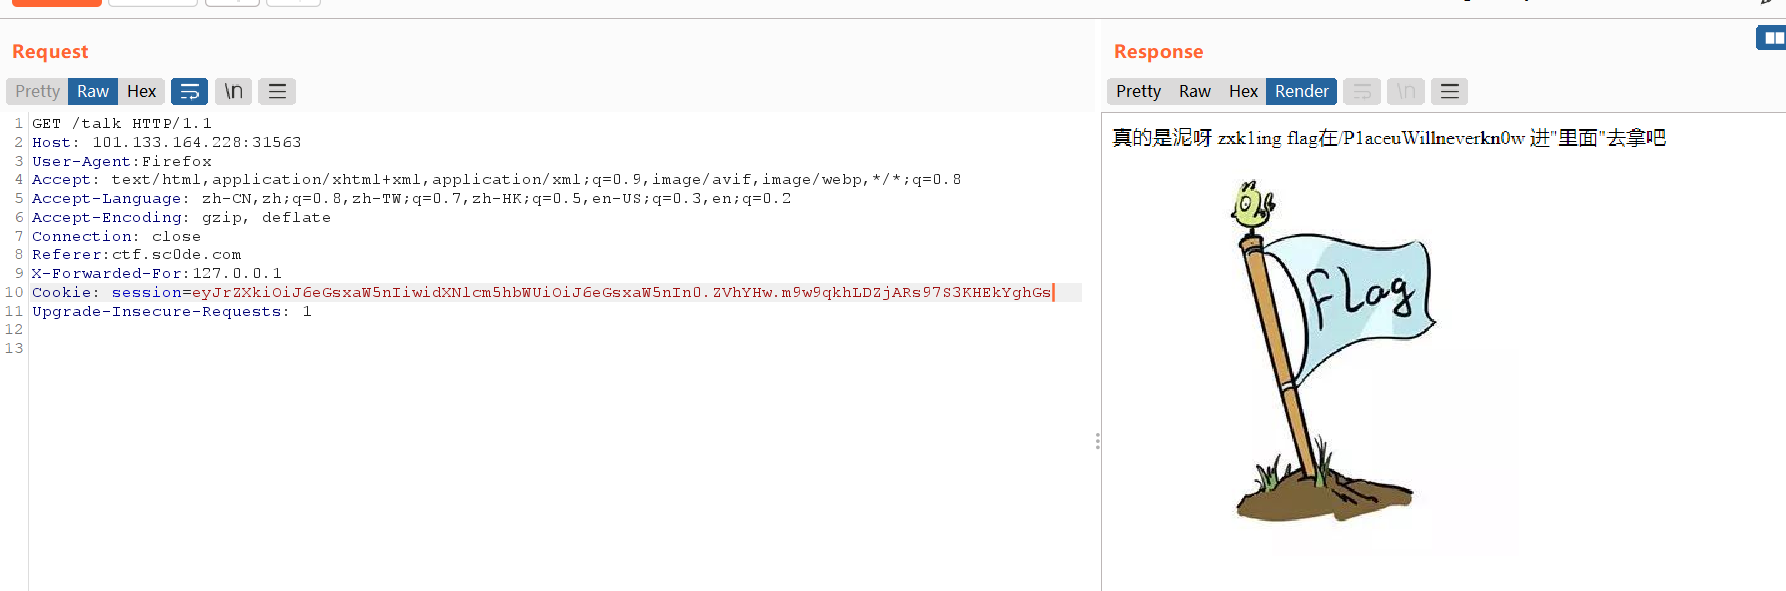 Request
Pretty Raw Hex \n
1 GET /talk HTTP/1.1
2 Host: 101.133.164.228:31563
3 User-Agent:Firefox
4 Accept: text/html,application/xhtml+xml,application/xml;q=0.9,image/avif,image/webp,*/*;q=0.8
5 Accept-Language: zh-CN,zh;q=0.8,zh-TW;q=0.7,zh-HK;q=0.5,en-US;q=0.3,en;q=0.2
6 Accept-Encoding: gzip, deflate
7 Connection: close
8 Referer:ctf.sc0de.com
9 X-Forwarded-For:127.0.0.1
10 Cookie: session=eyJrZXkiOiJ6eGsxaW5nIiwidXNlcm5hbWUiOiJ6eGsxaW5nIn0.ZVhYHw.m9w9qkhLDZjARs97S3KHEkYghGs
11 Upgrade-Insecure-Requests: 1
12
13
Response
Pretty Raw Hex Render \n
真的是泥呀 zxk1ing flag在/P1aceuWillneverkn0w 进"里面"去拿吧
FLag